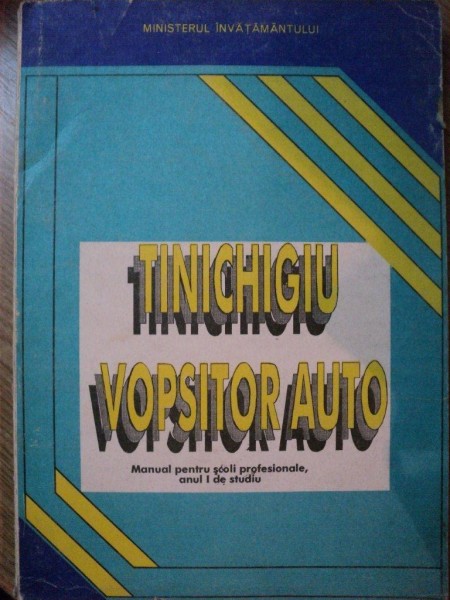 MINISTERUL ÎNVĂȚĂMÂNTULUI
TINICHIGIU
VOPSITOR AUTO
Manual pentru școli profesionale,
anul I de studiu